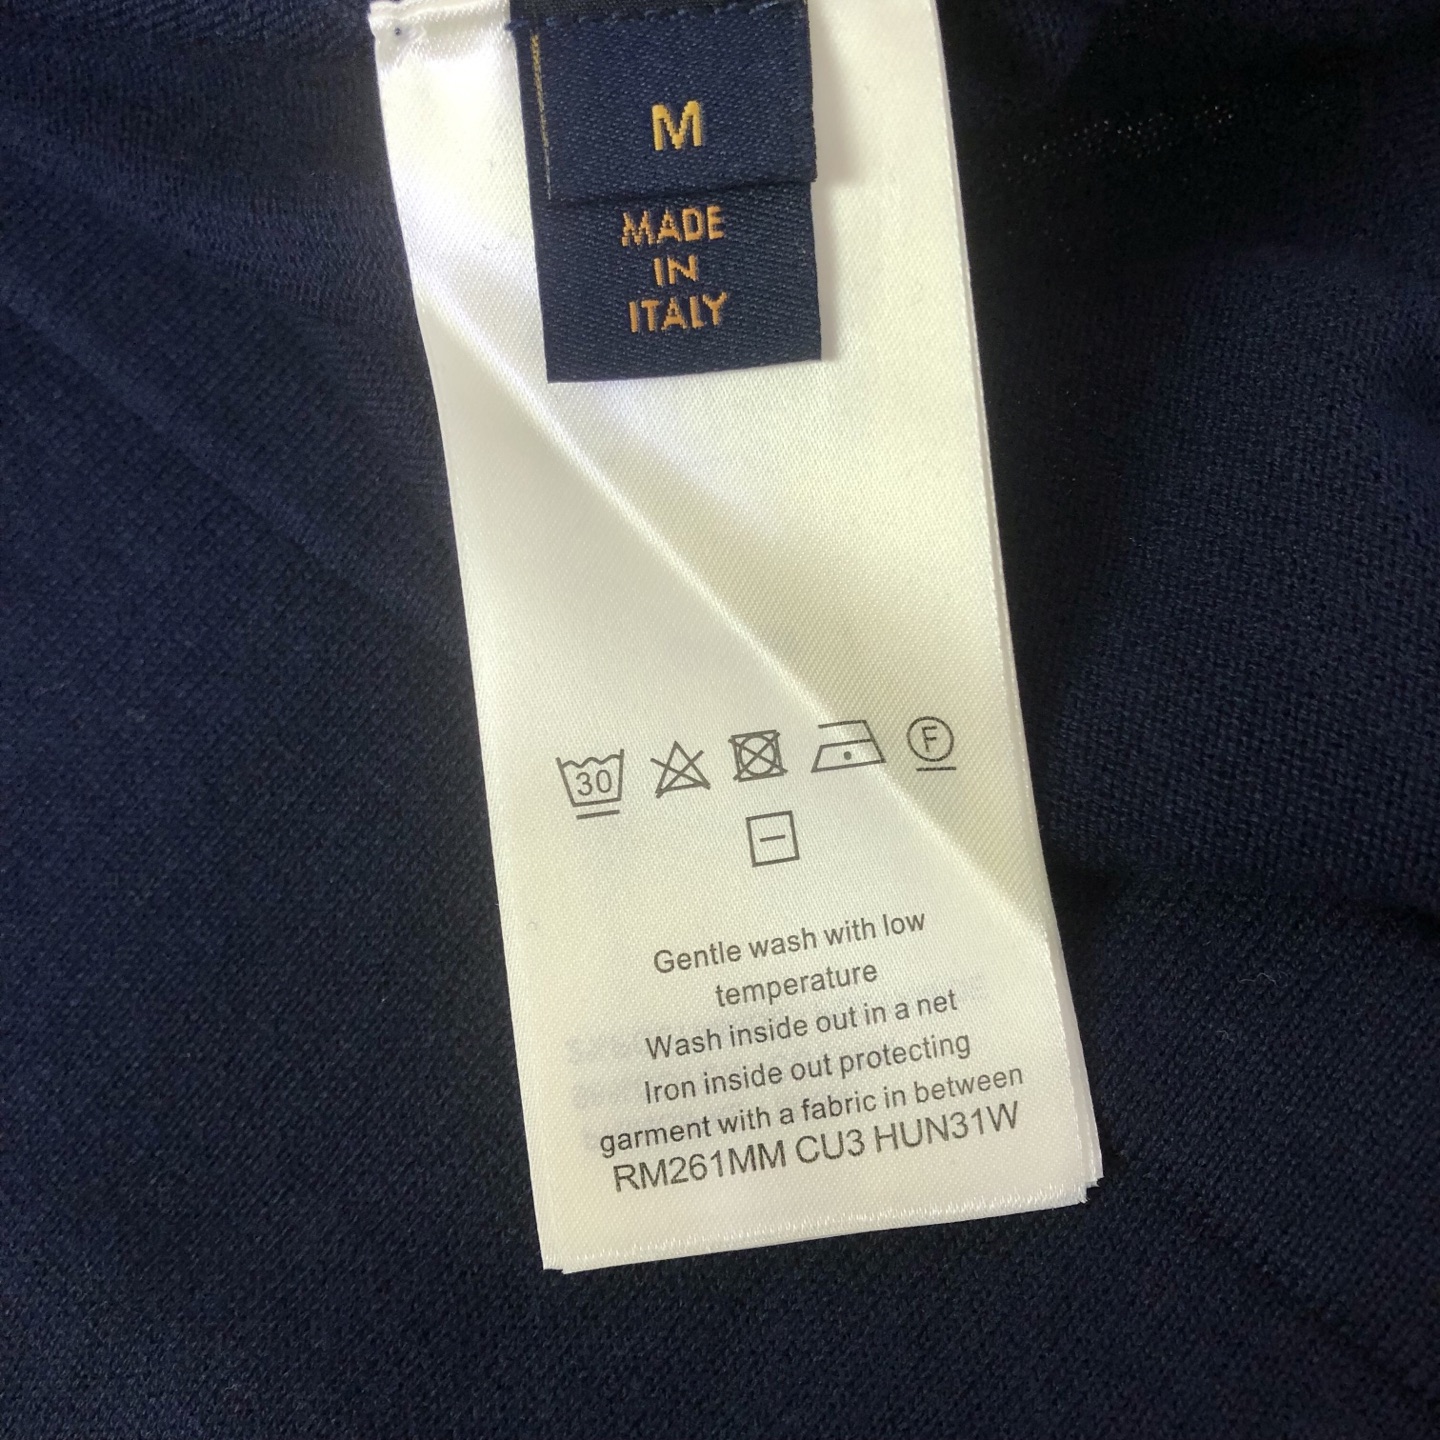 M
MADE
IN
ITALY
30
F
Gentle wash with low
temperature
Wash inside out in a net
Iron inside out protecting
garment with a fabric in between
RM261MM CU3 HUN31W